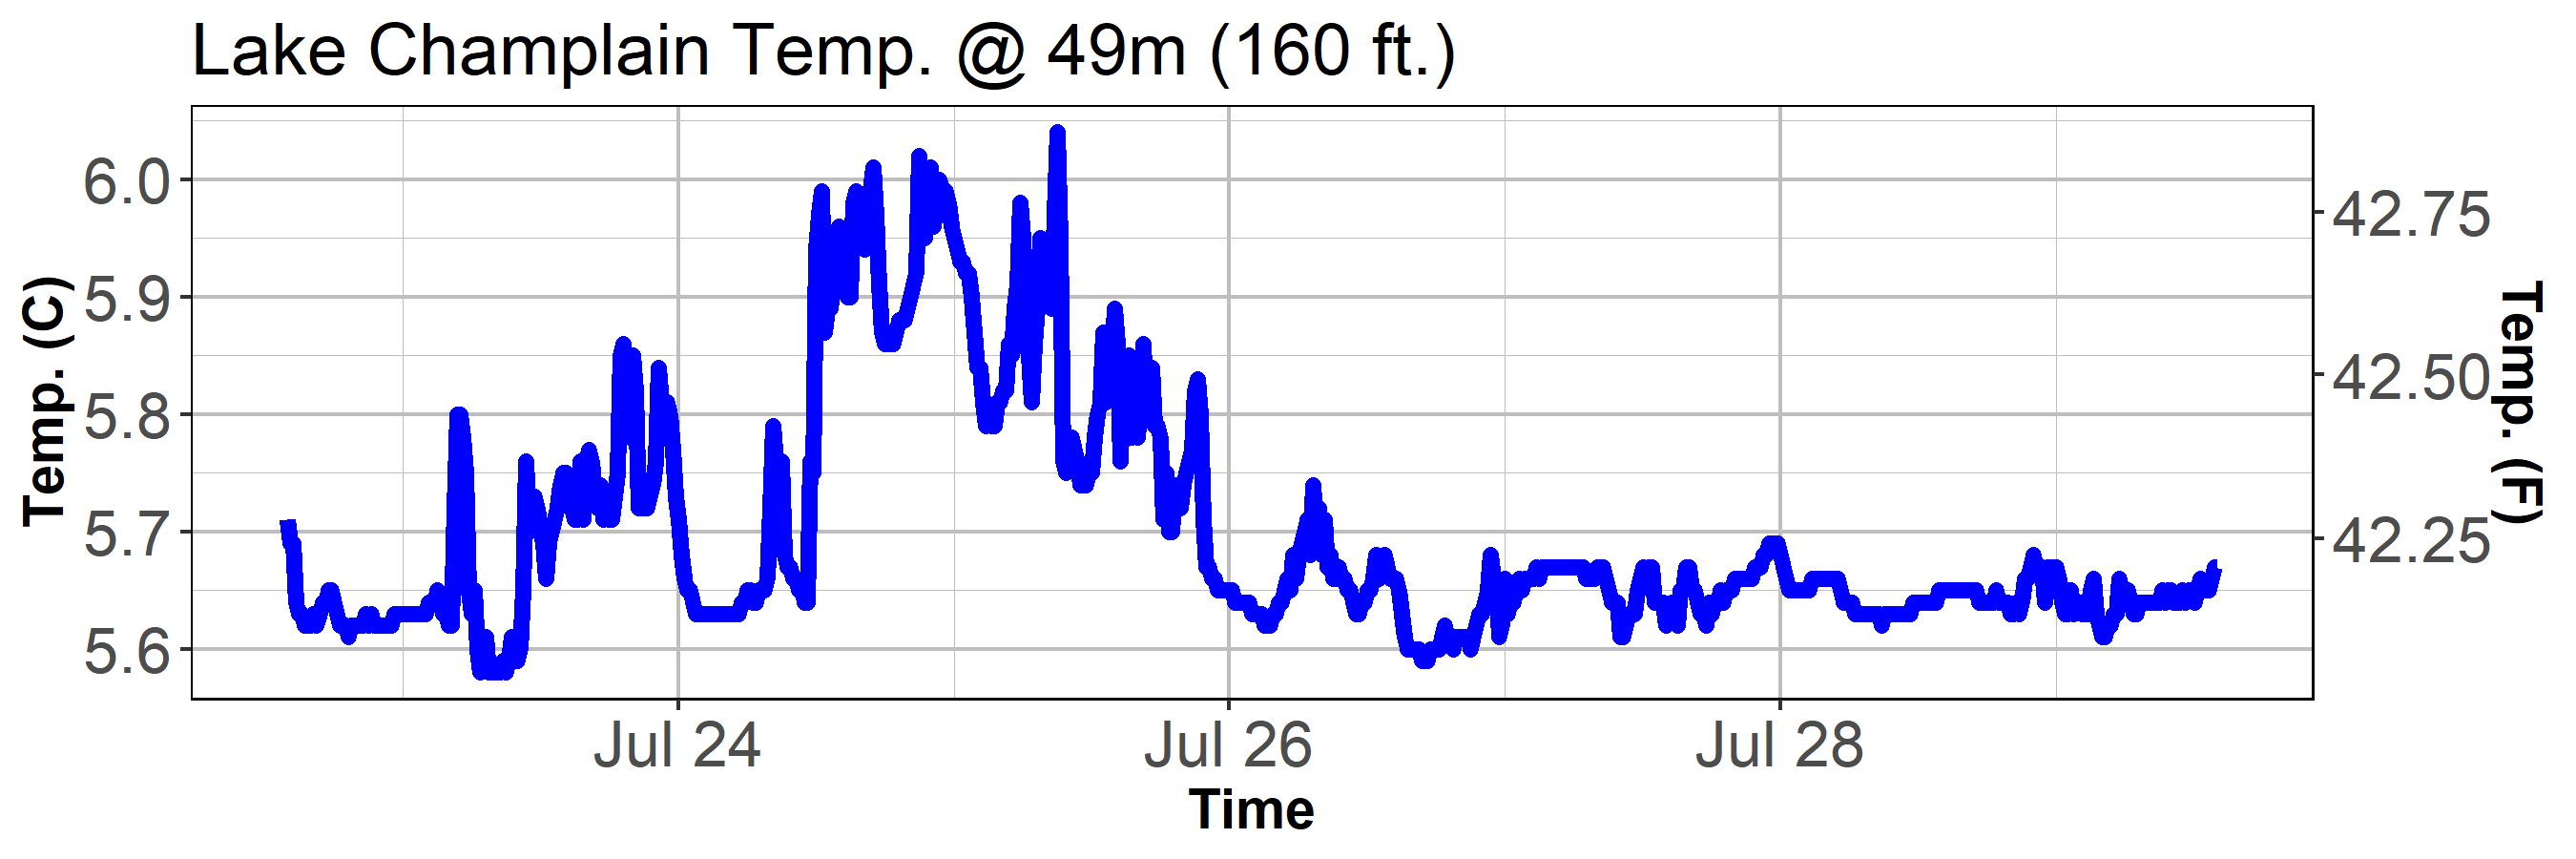 Lake Champlain Temp. @ 49m (160 ft.)
Temp. (C)
6.0
5.9
5.8
5.7
5.6
42.75
42.50
42.25
Temp. (F)
Jul 24 Jul 26 Jul 28
Time